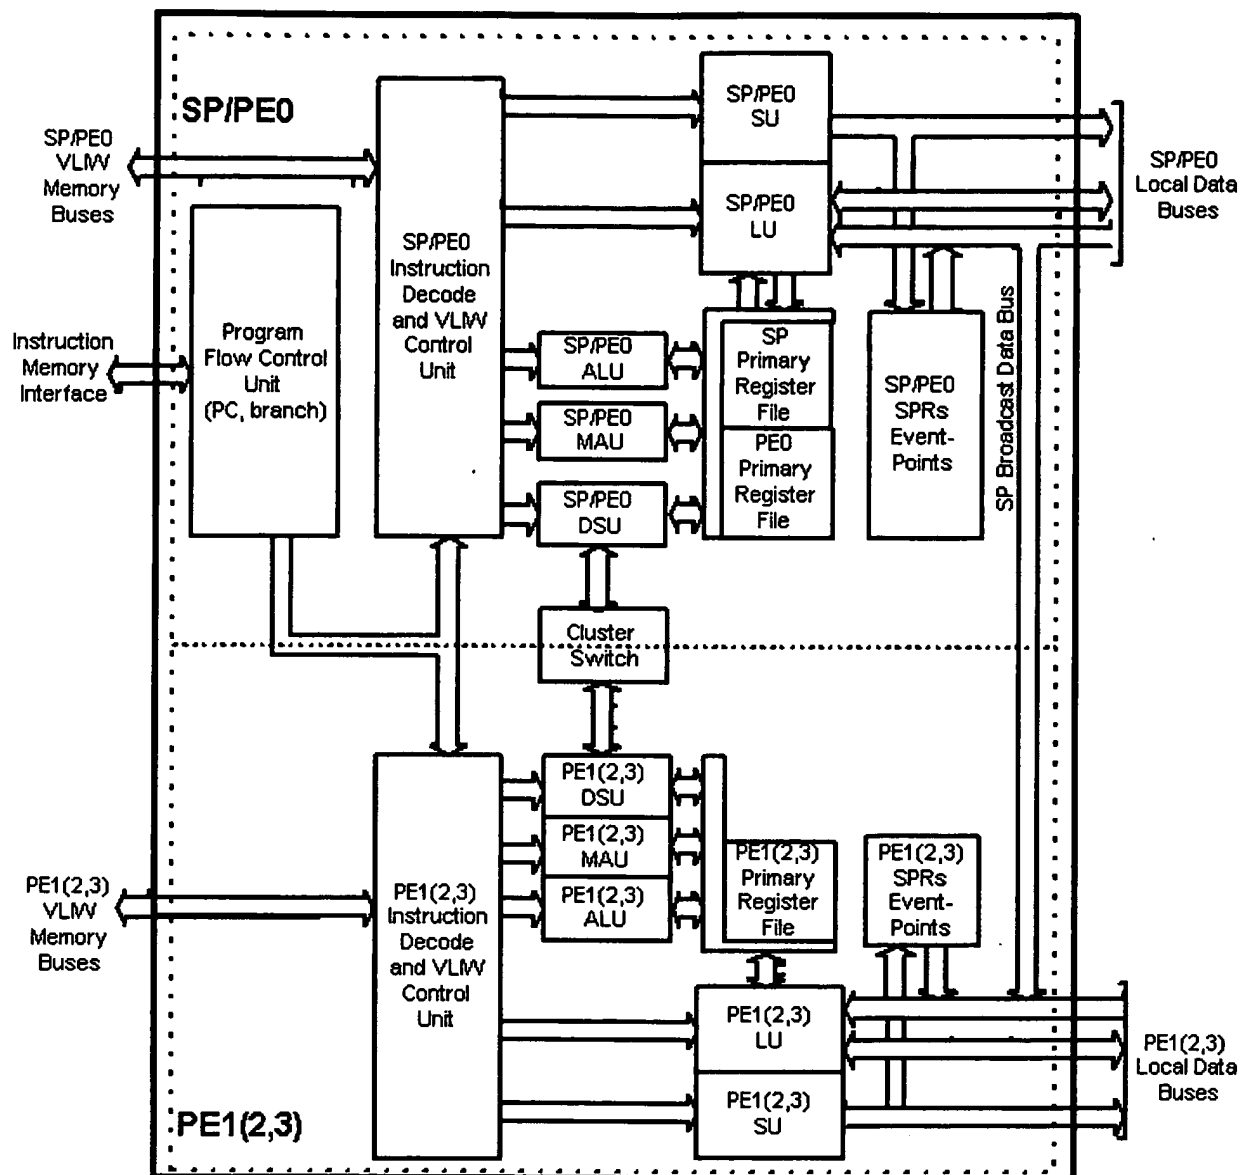 SP/PE0
SP/PE0
VLIW
Memory
Buses
SP/PE0
Instruction
Decode
and VLIW
Control
Unit
SP/PE0
SU
SP/PE0
LU
SP/PE0
Local Data
Buses
Instruction
Memory
Interface
Program
Flow Control
Unit
(PC, branch)
SP/PE0
ALU
SP/PE0
MAU
SP/PE0
DSU
SP
Primary
Register
File
PE0
Primary
Register
File
SP/PE0
SPRs
Event-
Points
SP Broadcast Data Bus
Cluster
Switch
PE1(2,3)
VLIW
Memory
Buses
PE1(2,3)
Instruction
Decode
and VLIW
Control
Unit
PE1(2,3)
DSU
PE1(2,3)
MAU
PE1(2,3)
ALU
PE1(2,3)
Primary
Register
File
PE1(2,3)
SPRs
Event-
Points
PE1(2,3)
LU
PE1(2,3)
SU
PE1(2,3)
Local Data
Buses
PE1(2,3)